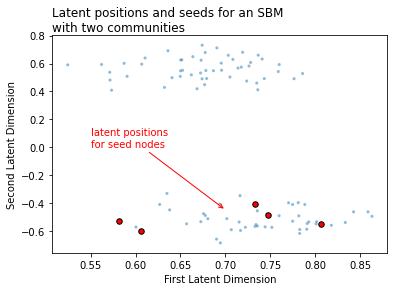 Latent positions and seeds for an SBM
with two communities
Second Latent Dimension
0.8
0.6
0.4
0.2
0.0
−0.2
−0.4
−0.6
latent positions
for seed nodes
0.55
0.60
0.65
0.70
0.75
0.80
0.85
First Latent Dimension